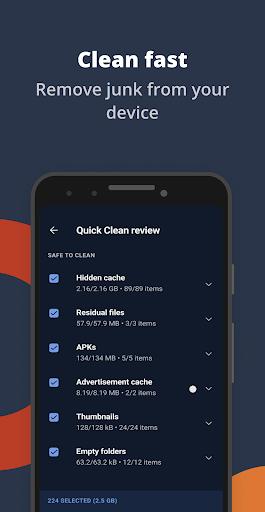 Clean fast
Remove junk from your
device
Quick Clean review
SAFE TO CLEAN
Hidden cache
2.16/2.16 GB • 89/89 items
Residual files
57.9/57.9 MB • 3/3 items
APKs
134/134 MB • 5/5 items
Advertisement cache
8.19/8.19 MB • 2/2 items
Thumbnails
128/128 kB • 24/24 items
Empty folders
63.2/63.2 kB • 12/12 items
224 SELECTED (2.5 GB)